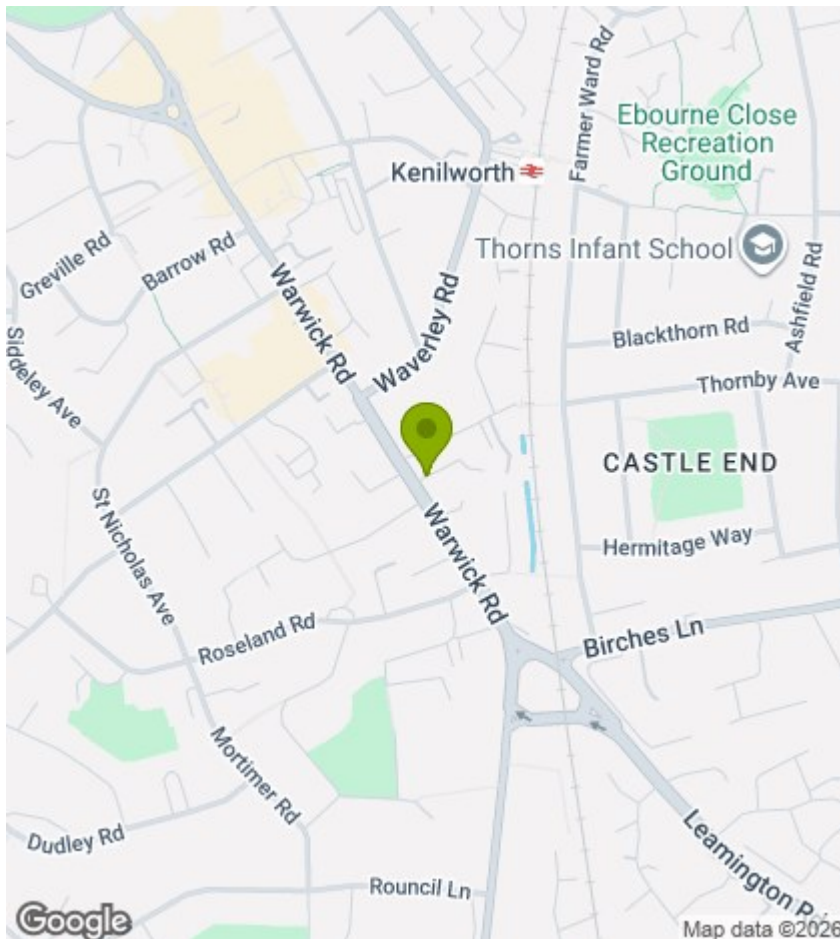 Farmer Ward Rd
Ebourne Close
Recreation
Ground
Kenilworth
Thorns Infant School
Greville Rd
Barrow Rd
Warwick Rd
Waverley Rd
Ashfield Rd
Blackthorn Rd
Siddeley Ave
Thornby Ave
CASTLE END
St Nicholas Ave
Warwick Rd
Hermitage Way
Roseland Rd
Birches Ln
Mortimer Rd
Dudley Rd
Leamington
Rouncil Ln
Google
Map data ©202